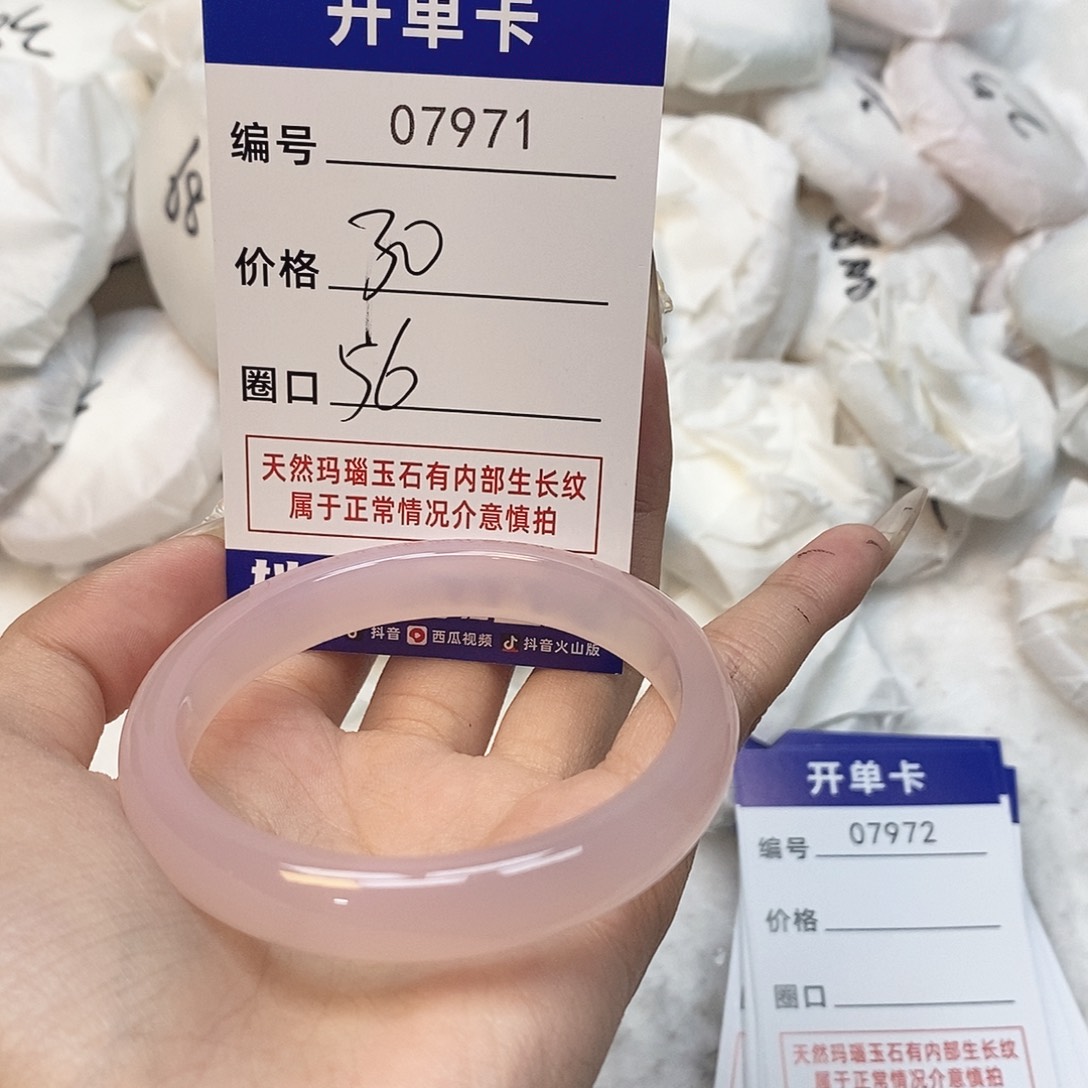 开单卡
编号 07971
价格 30
圈口 56
天然玛瑙玉石有内部生长纹
属于正常情况介意慎拍
抖音 西瓜视频 抖音火山版
68
开单卡
编号 07972
价格
圈口
天然玛瑙玉石有内部生长纹
属于正常情况介意慎拍